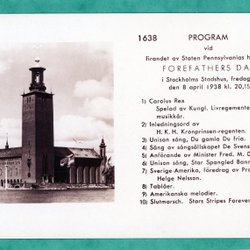 1638 PROGRAM
vid
firandet av Staten Pennsylvanias
FOREFATHERS DA
i Stockholms Stadshus, fredag
den 8 april 1938 kl. 20,15
1) Carolus Rex
Spelad av Kungl. Livregemente
musikkår.
2) Inledningsord av
H. K. H. Kronprinsen-regenten.
3) Unison sång, Du gamla Du fria.
4) Sång av sångsällskapet De Svensk
5) Anförande av Minister Fred. M. D
6) Unison sång, Star Spangled Bann
7) Sverige-Amerika, föredrag av Pro
Helge Nelson.
8) Tablåer.
9) Amerikanska melodier.
10) Slutmarsch. Stars Stripes Forever